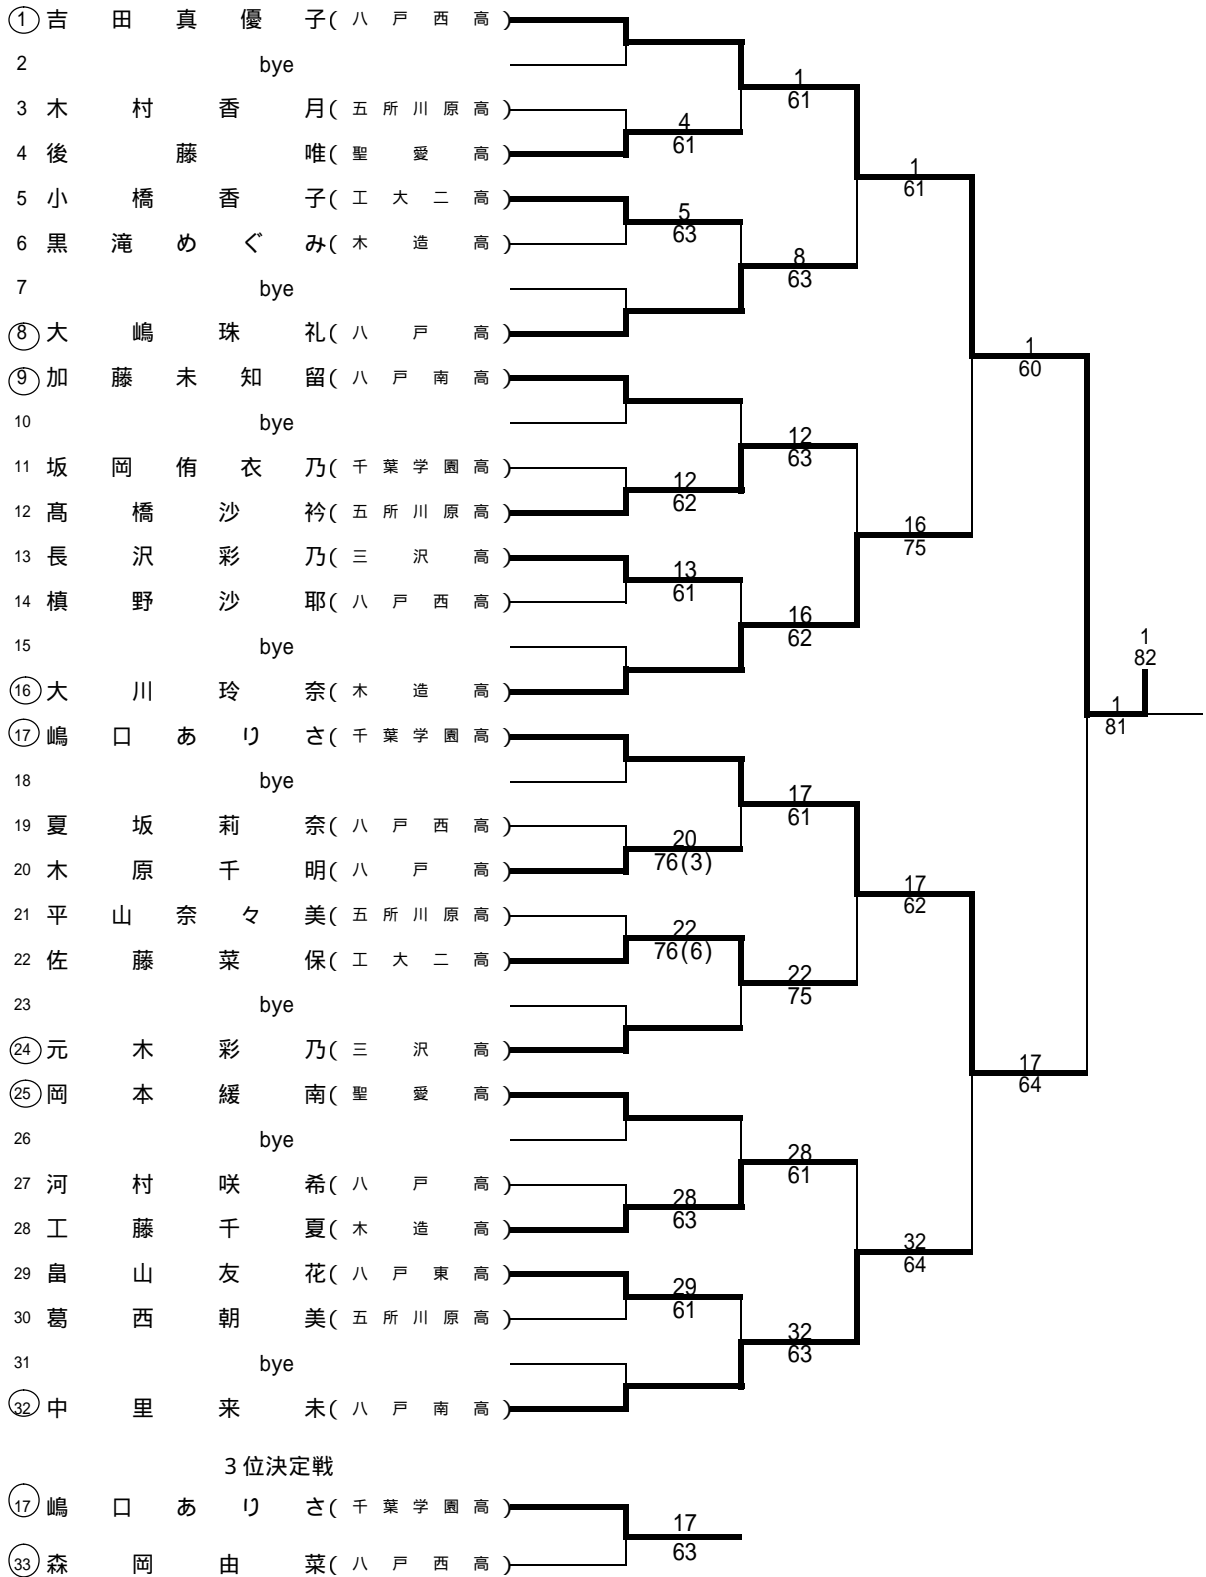 1 吉田真優子(八戸西高)
2 bye
1
61
3 木村香月(五所川原高)
4
61
4 後藤唯(聖愛高)
1
61
5 小橋香子(工大二高)
5
63
6 黒滝めぐみ(木造高)
8
63
7 bye
8 大嶋珠礼(八戸高)
1
60
9 加藤未知留(八戸南高)
10 bye
12
63
11 坂岡侑衣乃(千葉学園高)
12
62
12 髙橋沙衿(五所川原高)
16
75
13 長沢彩乃(三沢高)
13
61
14 槙野沙耶(八戸西高)
16
62
15 bye
1
82
16 大川玲奈(木造高)
1
81
17 嶋口ありさ(千葉学園高)
18 bye
17
61
19 夏坂莉奈(八戸西高)
20
76(3)
20 木原千明(八戸高)
17
62
21 平山奈々美(五所川原高)
22
76(6)
22 佐藤菜保(工大二高)
22
75
23 bye
24 元木彩乃(三沢高)
17
64
25 岡本緩南(聖愛高)
26 bye
28
61
27 河村咲希(八戸高)
28
63
28 工藤千夏(木造高)
32
64
29 畠山友花(八戸東高)
29
61
30 葛西朝美(五所川原高)
32
63
31 bye
32 中里来未(八戸南高)
3位決定戦
17 嶋口ありさ(千葉学園高)
17
63
33 森岡由菜(八戸西高)